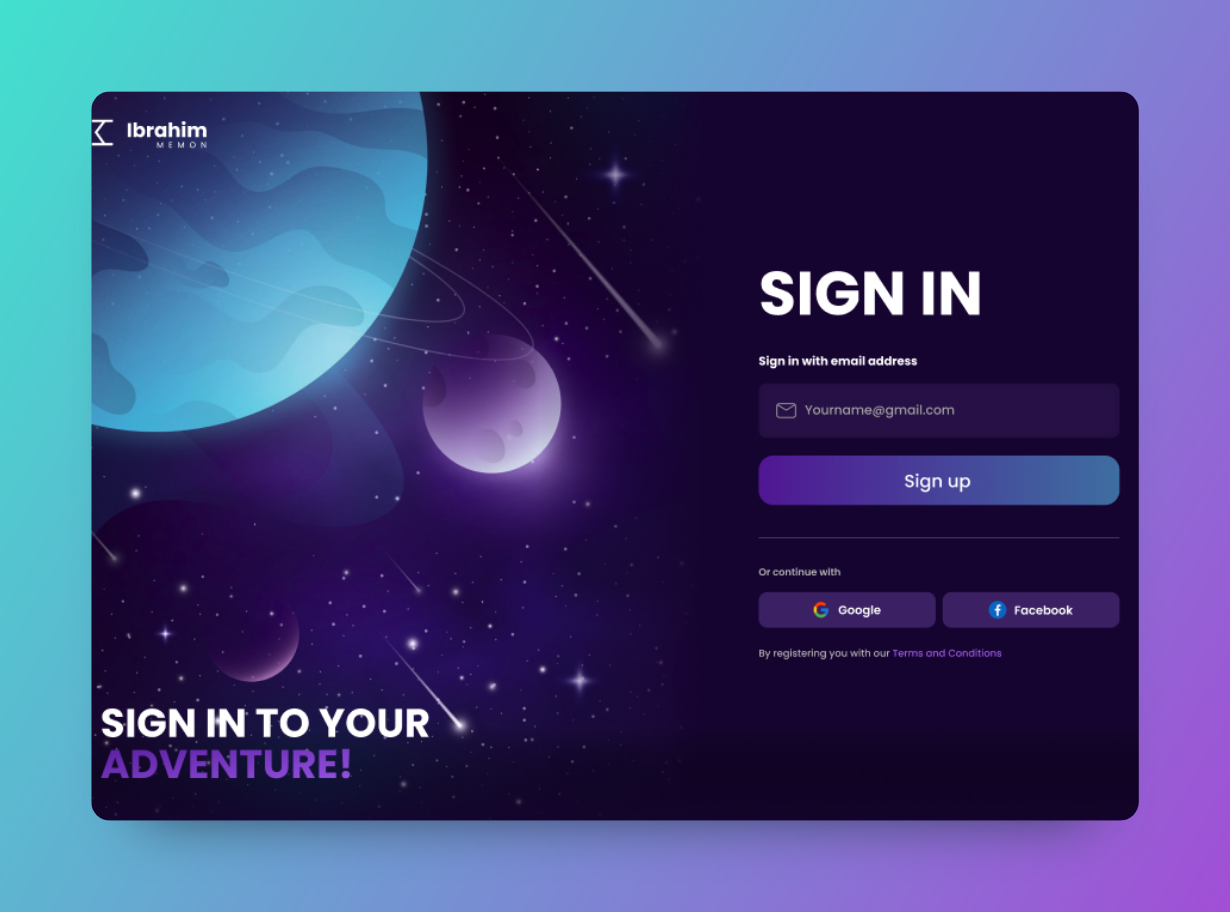 Ibrahim
MEMON
SIGN IN TO YOUR
ADVENTURE!
SIGN IN
Sign in with email address
Yourname@gmail.com
Sign up
Or continue with
Google
Facebook
By registering you with our Terms and Conditions